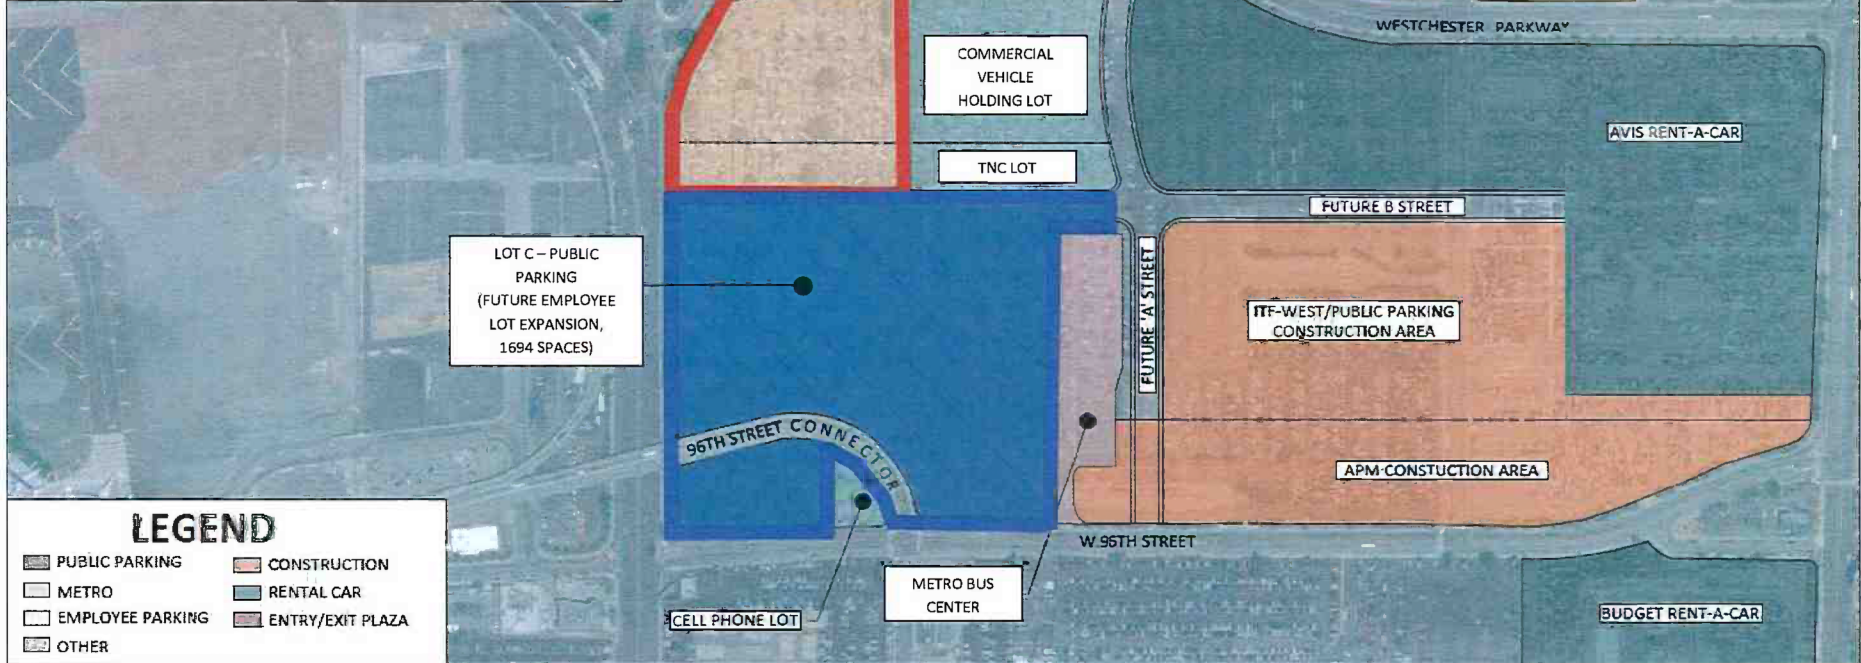 WESTCHESTER PARKWAY
COMMERCIAL
VEHICLE
HOLDING LOT
AVIS RENT-A-CAR
TNC LOT
FUTURE B STREET
LOT C – PUBLIC
PARKING
(FUTURE EMPLOYEE
LOT EXPANSION,
1694 SPACES)
FUTURE 'A' STREET
ITF-WEST/PUBLIC PARKING
CONSTRUCTION AREA
96TH STREET CONNECTOR
APM CONSTUCTION AREA
W 96TH STREET
METRO BUS
CENTER
CELL PHONE LOT
BUDGET RENT-A-CAR
LEGEND
PUBLIC PARKING
METRO
EMPLOYEE PARKING
OTHER
CONSTRUCTION
RENTAL CAR
ENTRY/EXIT PLAZA